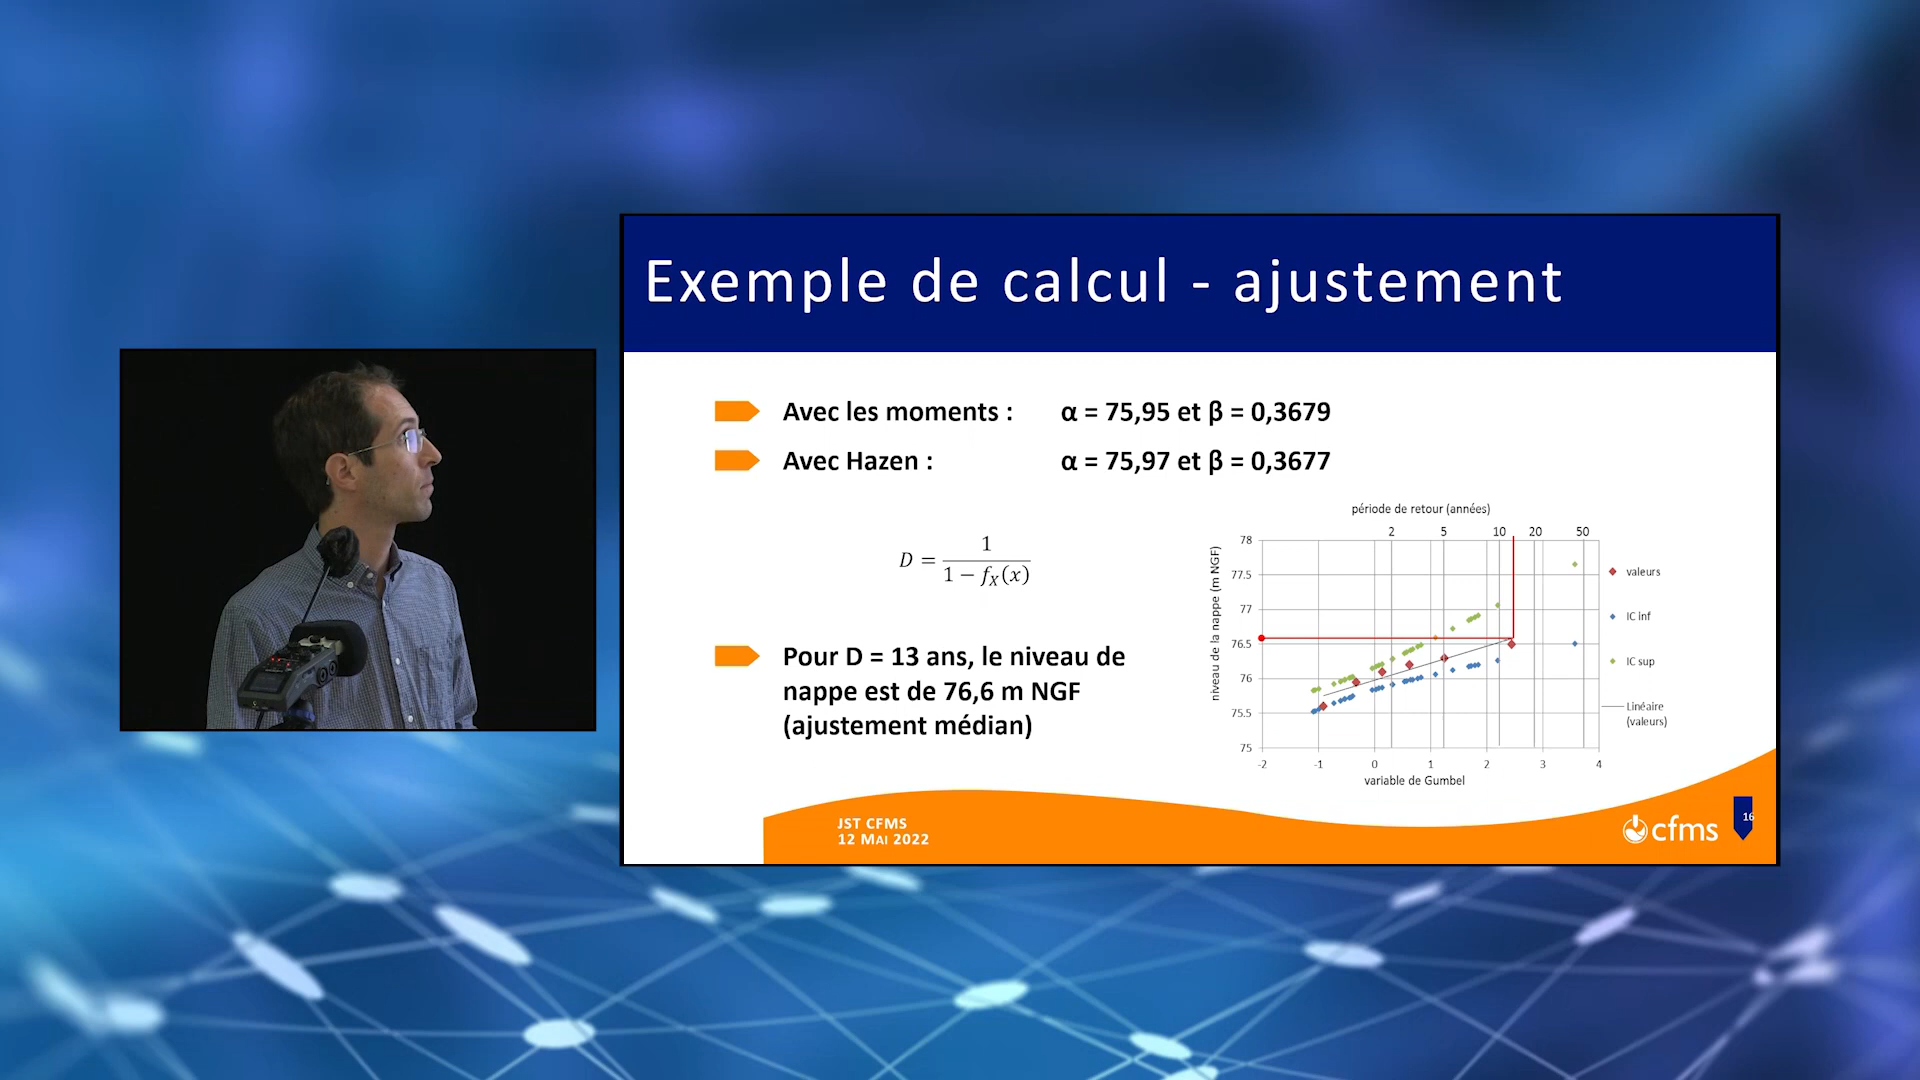 Exemple de calcul - ajustement
Avec les moments : α = 75,95 et β = 0,3679
Avec Hazen : α = 75,97 et β = 0,3677
D = 1 / (1 − fX(x))
Pour D = 13 ans, le niveau de
nappe est de 76,6 m NGF
(ajustement médian)
période de retour (années)
2 5 10 20 50
niveau de la nappe (m NGF)
78
77.5
77
76.5
76
75.5
75
-2 -1 0 1 2 3 4
variable de Gumbel
valeurs
IC inf
IC sup
Linéaire
(valeurs)
JST CFMS
12 MAI 2022
cfms
16